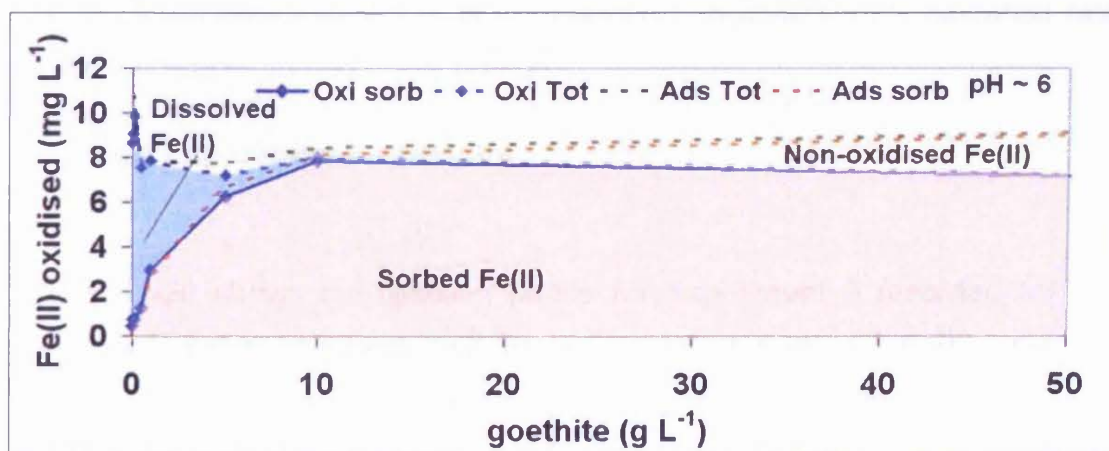 Fe(II) oxidised (mg L⁻¹)
12
10
8
6
4
2
0
Oxi sorb
Oxi Tot
Ads Tot
Ads sorb
pH ~ 6
Dissolved
Fe(II)
Non-oxidised Fe(II)
Sorbed Fe(II)
0
10
20
30
40
50
goethite (g L⁻¹)